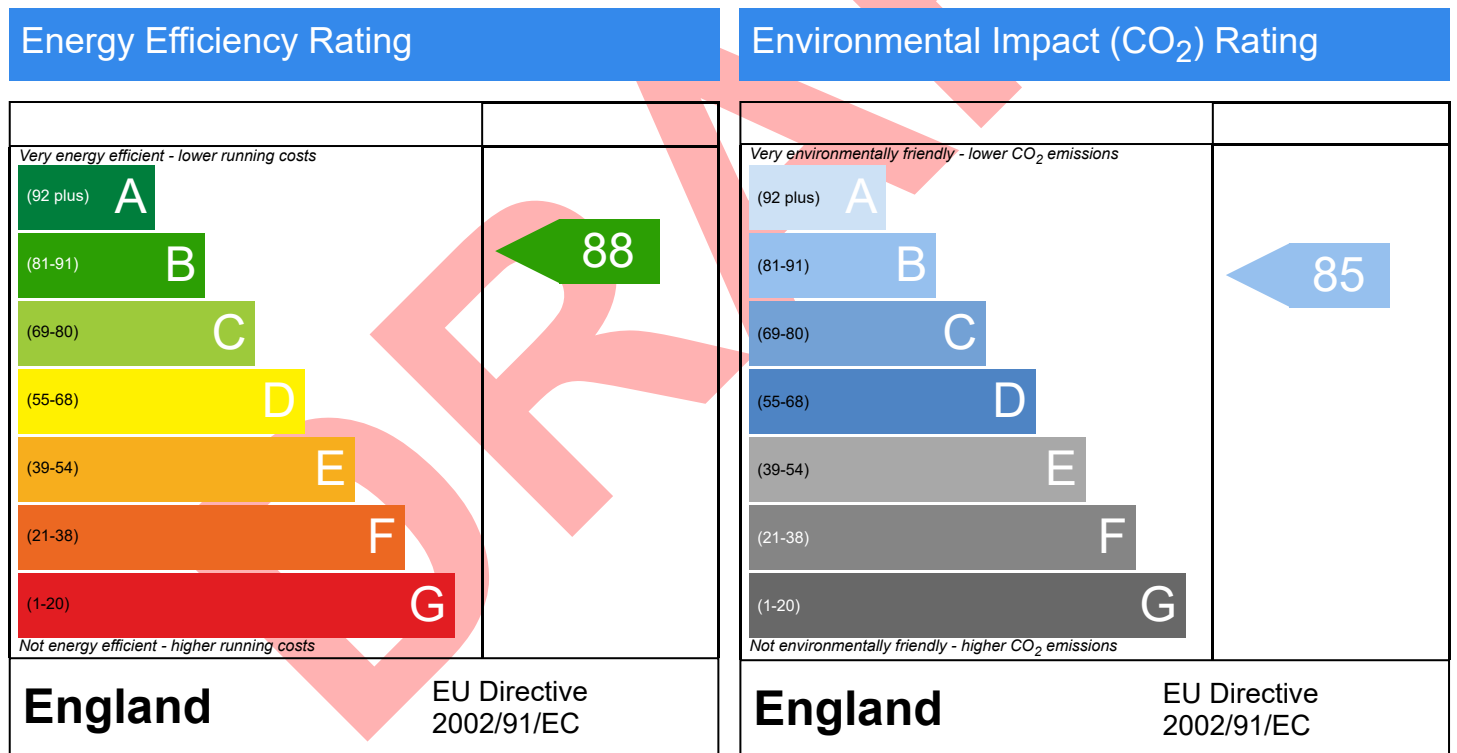 Energy Efficiency Rating
Very energy efficient - lower running costs
(92 plus) A
(81-91) B
(69-80) C
(55-68) D
(39-54) E
(21-38) F
(1-20) G
Not energy efficient - higher running costs
88
England
EU Directive
2002/91/EC
Environmental Impact (CO₂) Rating
Very environmentally friendly - lower CO₂ emissions
(92 plus) A
(81-91) B
(69-80) C
(55-68) D
(39-54) E
(21-38) F
(1-20) G
Not environmentally friendly - higher CO₂ emissions
85
England
EU Directive
2002/91/EC